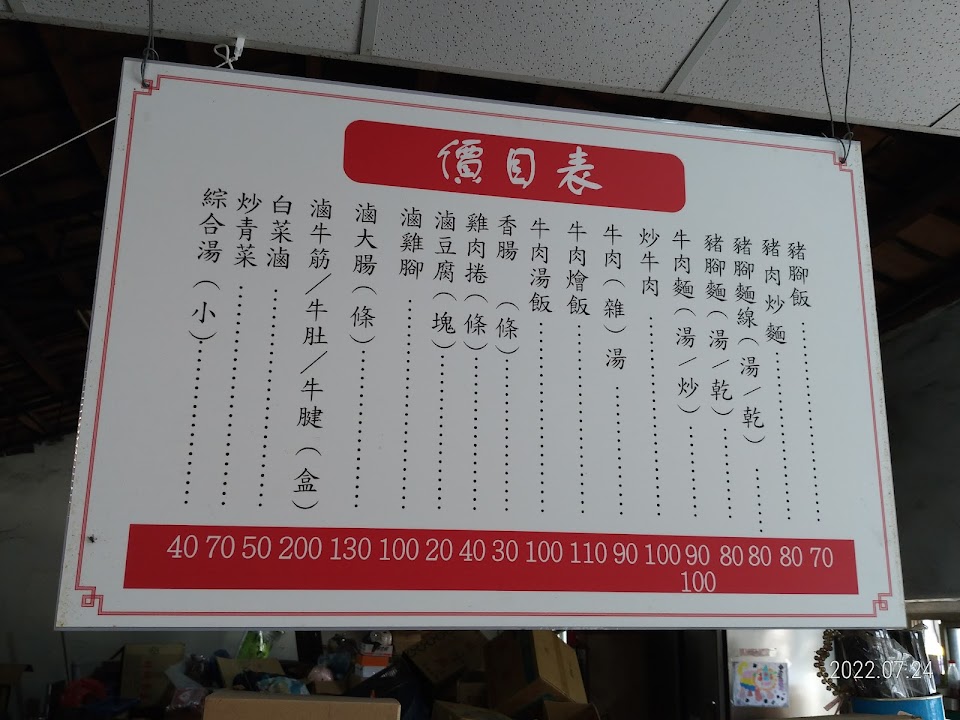 價目表
豬腳飯 70
豬肉炒麵 80
豬腳麵線(湯/乾) 80
豬腳麵(湯/乾) 80
牛肉麵(湯/炒) 90 100
炒牛肉 100
牛肉(雜)湯 90
牛肉燴飯 110
牛肉湯飯 100
香腸(條) 30
雞肉捲(條) 40
滷豆腐(塊) 20
滷雞腳 100
滷大腸(條) 130
滷牛筋/牛肚/牛腱(盒) 200
白菜滷 50
炒青菜 70
綜合湯(小) 40
2022.07.24